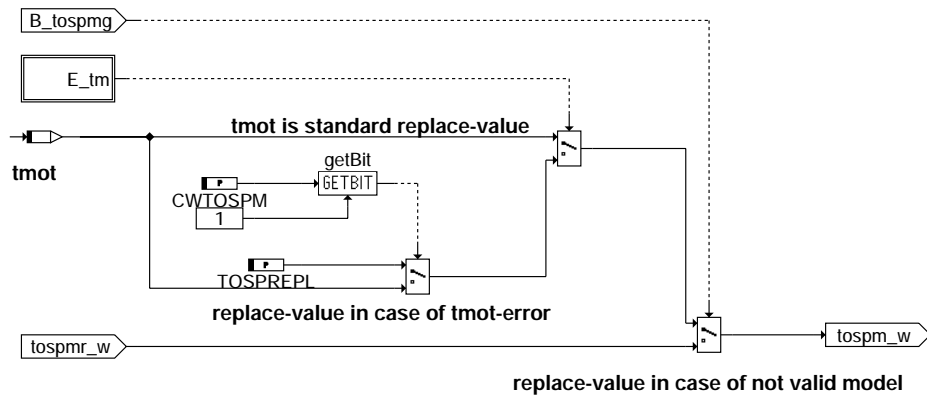 B_tospmg
E_tm
tmot is standard replace-value
tmot
getBit
P
GETBIT
CWTOSPM
1
P
TOSPREPL
replace-value in case of tmot-error
tospmr_w
tospm_w
replace-value in case of not valid model